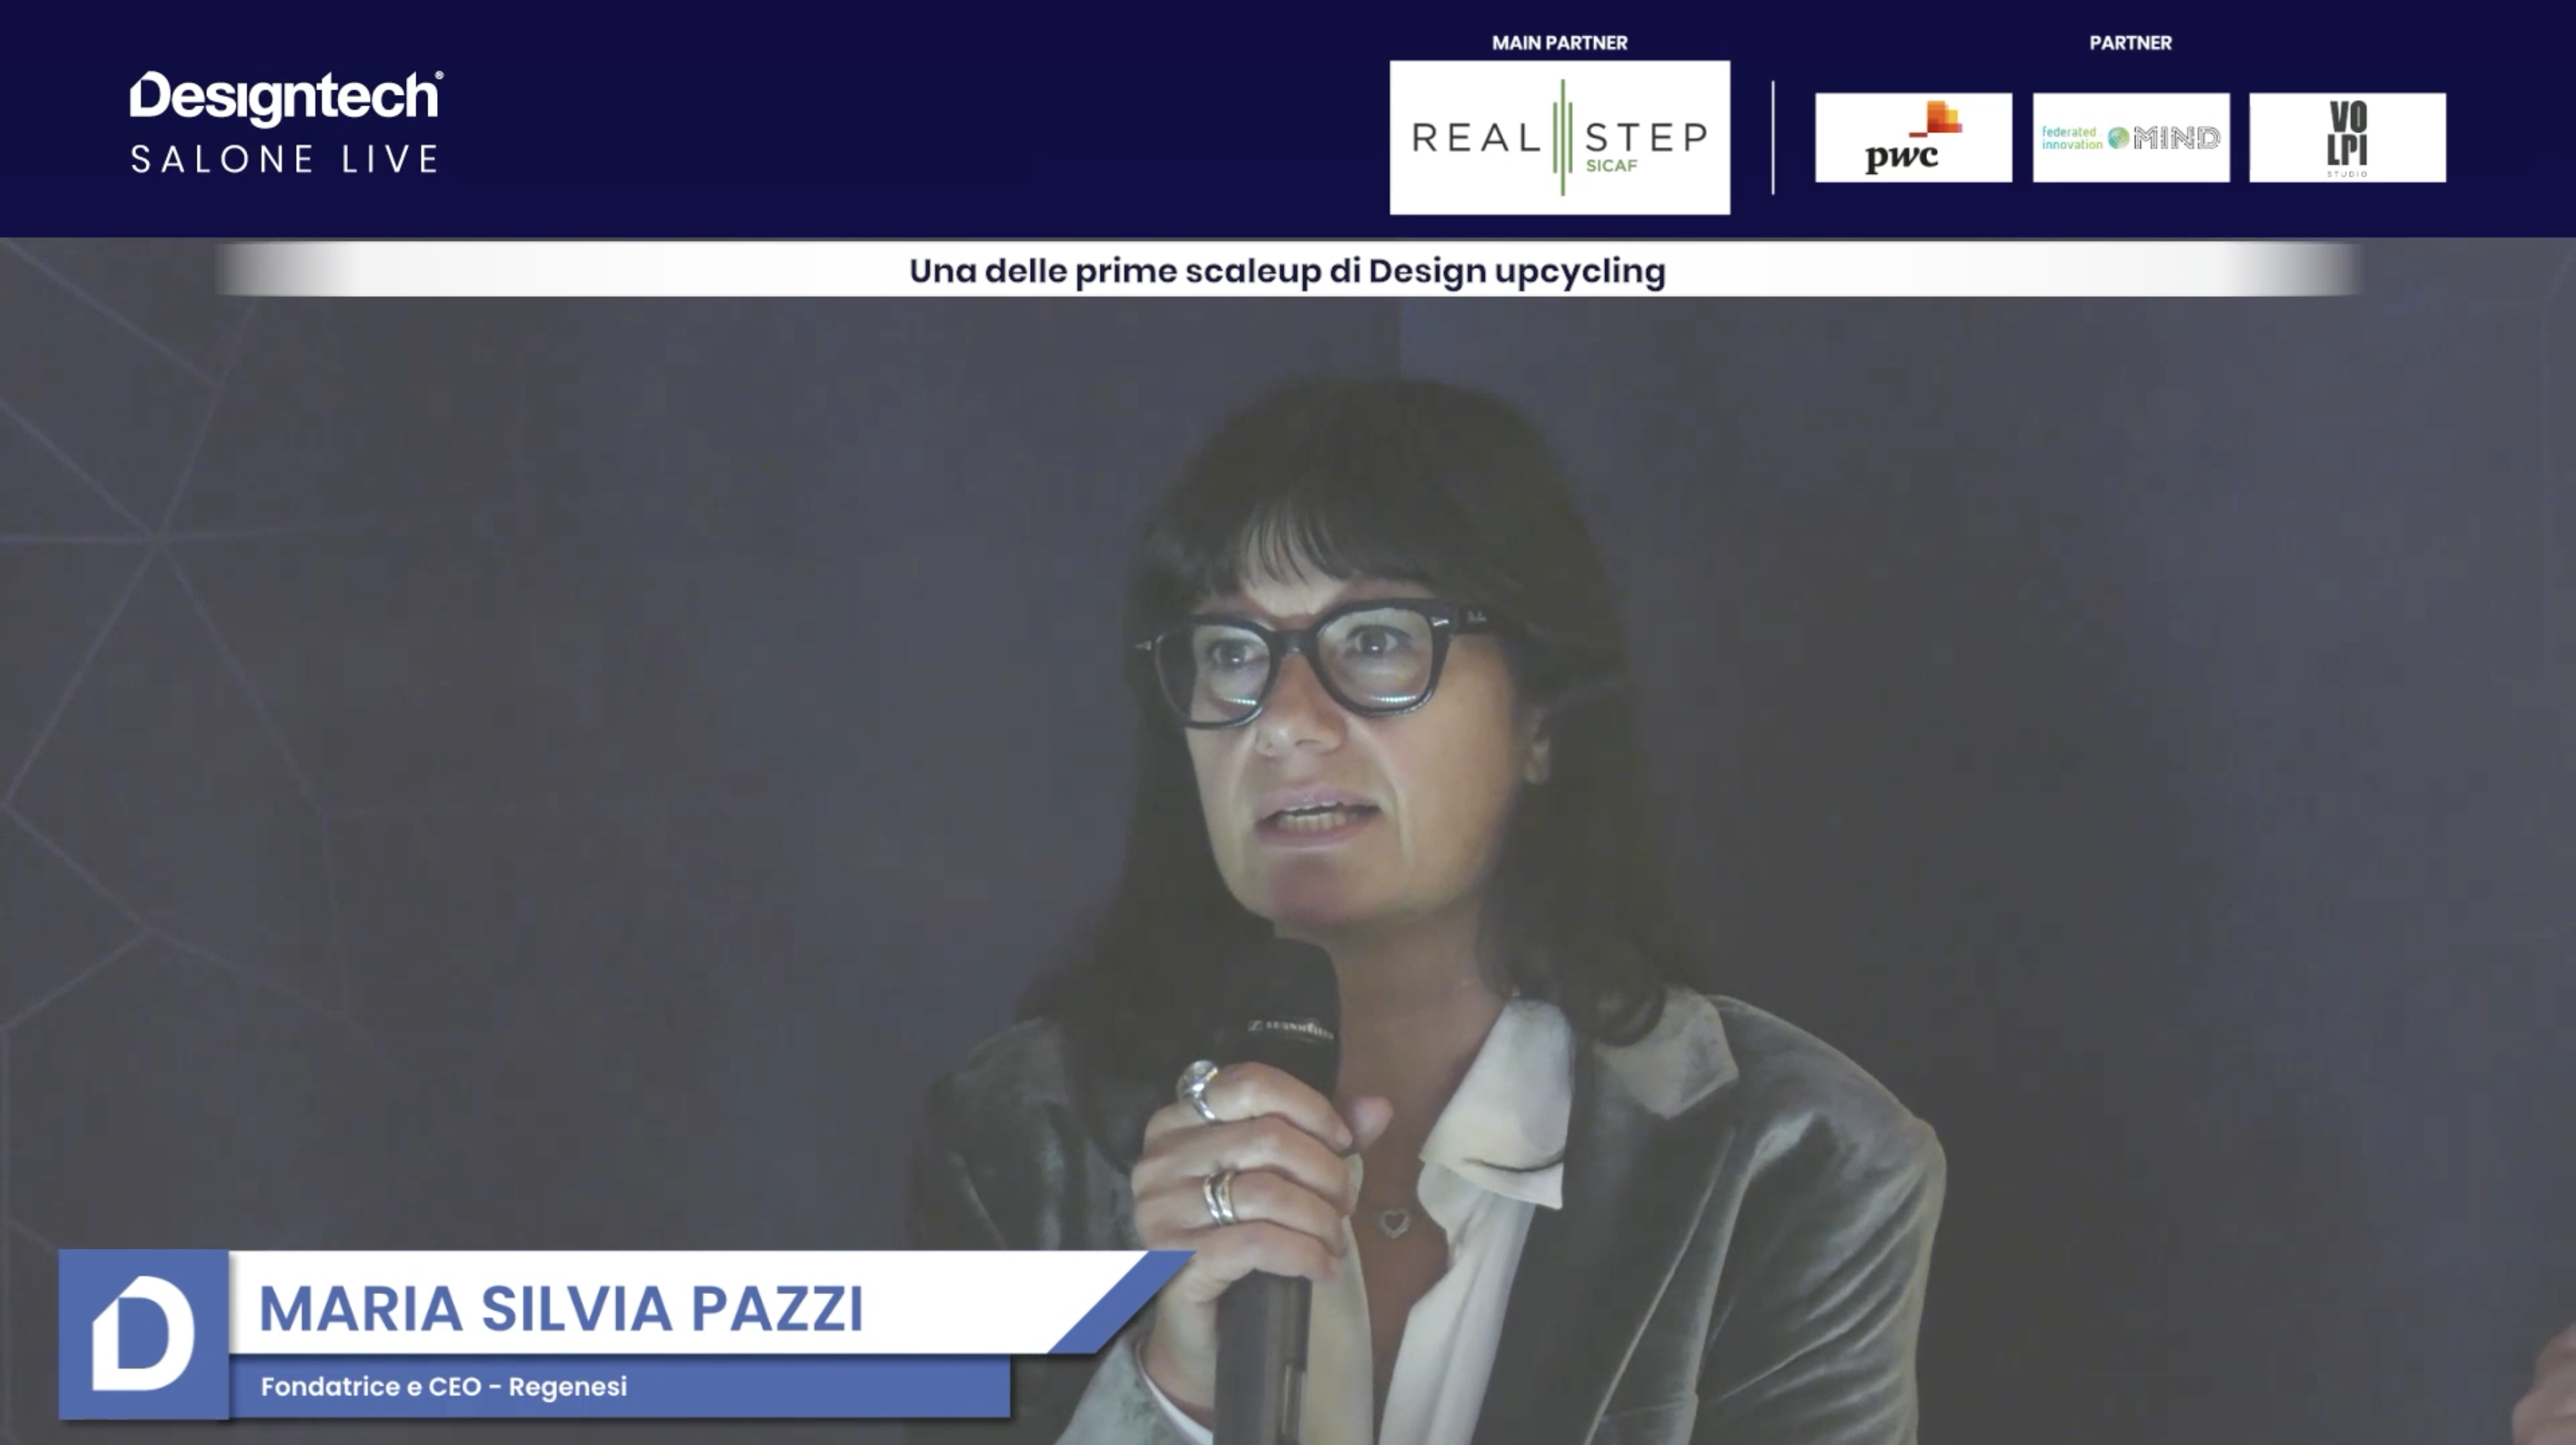 Designtech®
SALONE LIVE
MAIN PARTNER
REAL STEP
SICAF
PARTNER
pwc
federated
innovation
MIND
VO
LPI
STUDIO
Una delle prime scaleup di Design upcycling
MARIA SILVIA PAZZI
Fondatrice e CEO - Regenesi